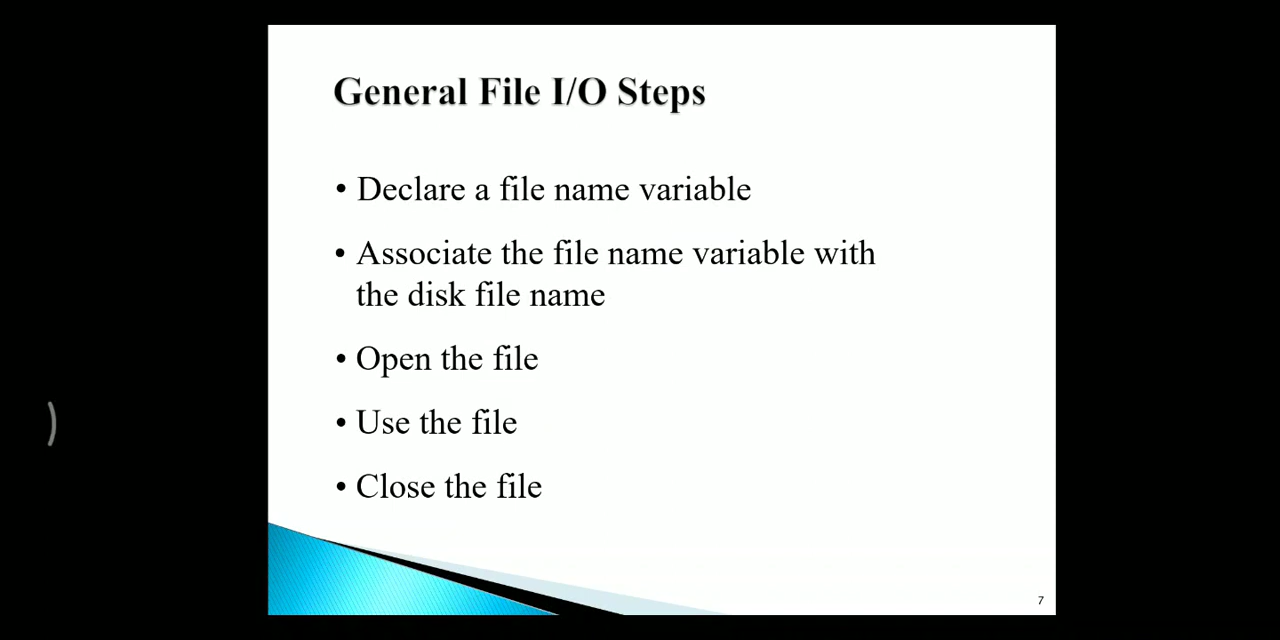 General File I/O Steps
• Declare a file name variable
• Associate the file name variable with
the disk file name
• Open the file
• Use the file
• Close the file
7